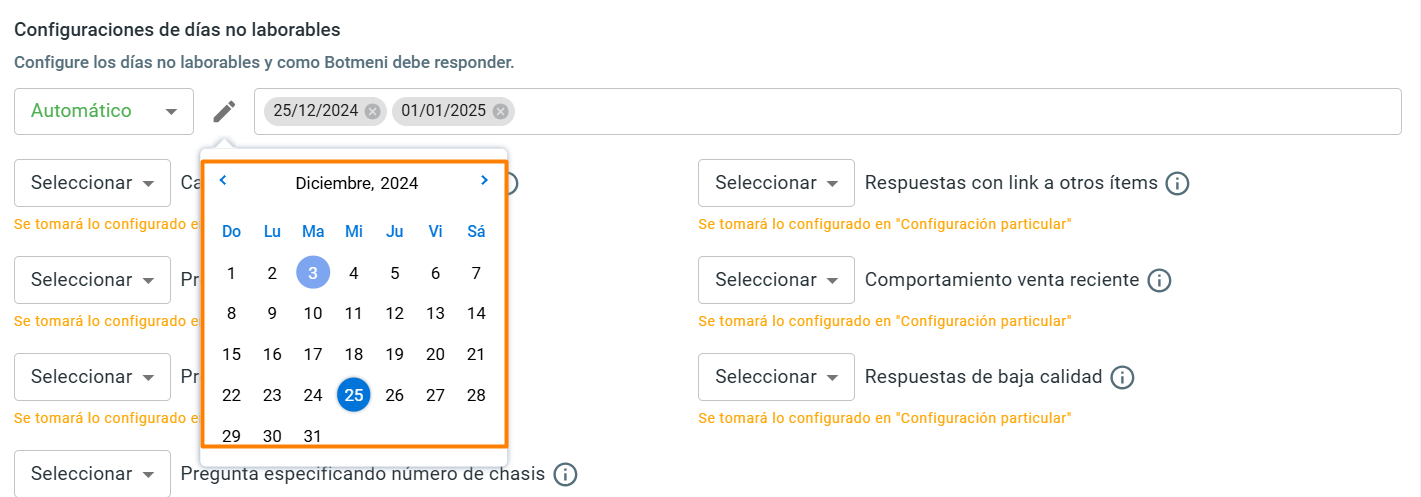 Configuraciones de días no laborables
Configure los días no laborables y como Botmeni debe responder.
Automático 25/12/2024 01/01/2025
Diciembre, 2024
Do Lu Ma Mi Ju Vi Sá
1 2 3 4 5 6 7
8 9 10 11 12 13 14
15 16 17 18 19 20 21
22 23 24 25 26 27 28
29 30 31
Seleccionar Ca
Se tomará lo configurado e
Seleccionar Respuestas con link a otros ítems
Se tomará lo configurado en "Configuración particular"
Seleccionar Pr
Se tomará lo configurado e
Seleccionar Comportamiento venta reciente
Se tomará lo configurado en "Configuración particular"
Seleccionar Pr
Se tomará lo configurado e
Seleccionar Respuestas de baja calidad
Se tomará lo configurado en "Configuración particular"
Seleccionar Pregunta especificando número de chasis